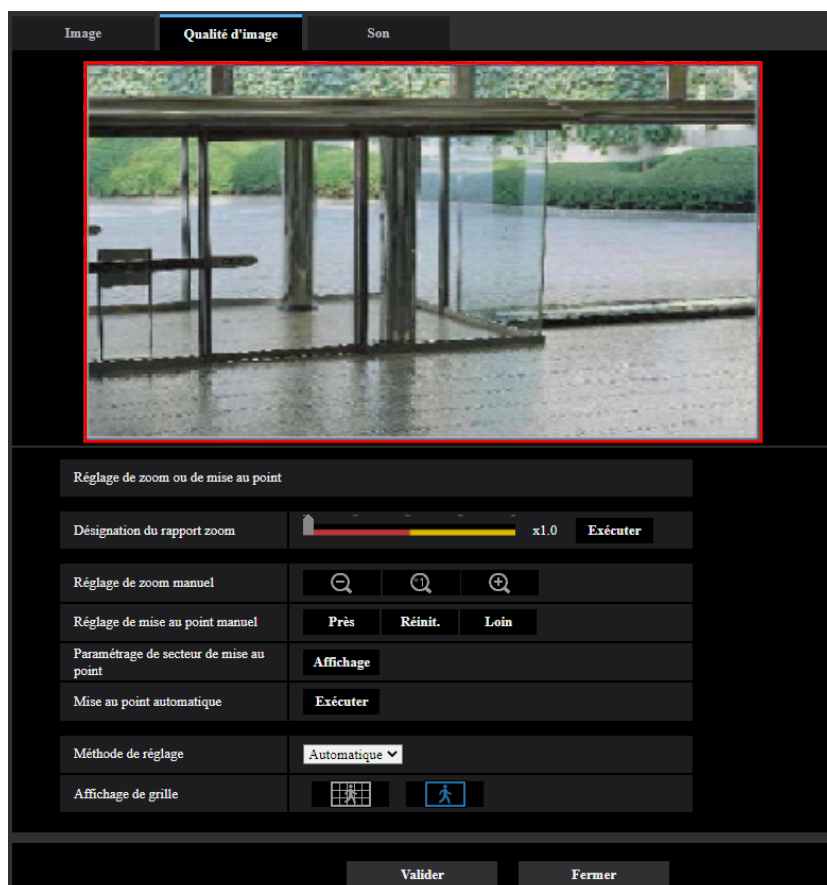 Image Qualité d'image Son
Réglage de zoom ou de mise au point
Désignation du rapport zoom x1.0 Exécuter
Réglage de zoom manuel ×1
Réglage de mise au point manuel Près Réinit. Loin
Paramétrage de secteur de mise au
point Affichage
Mise au point automatique Exécuter
Méthode de réglage Automatique
Affichage de grille
Valider Fermer